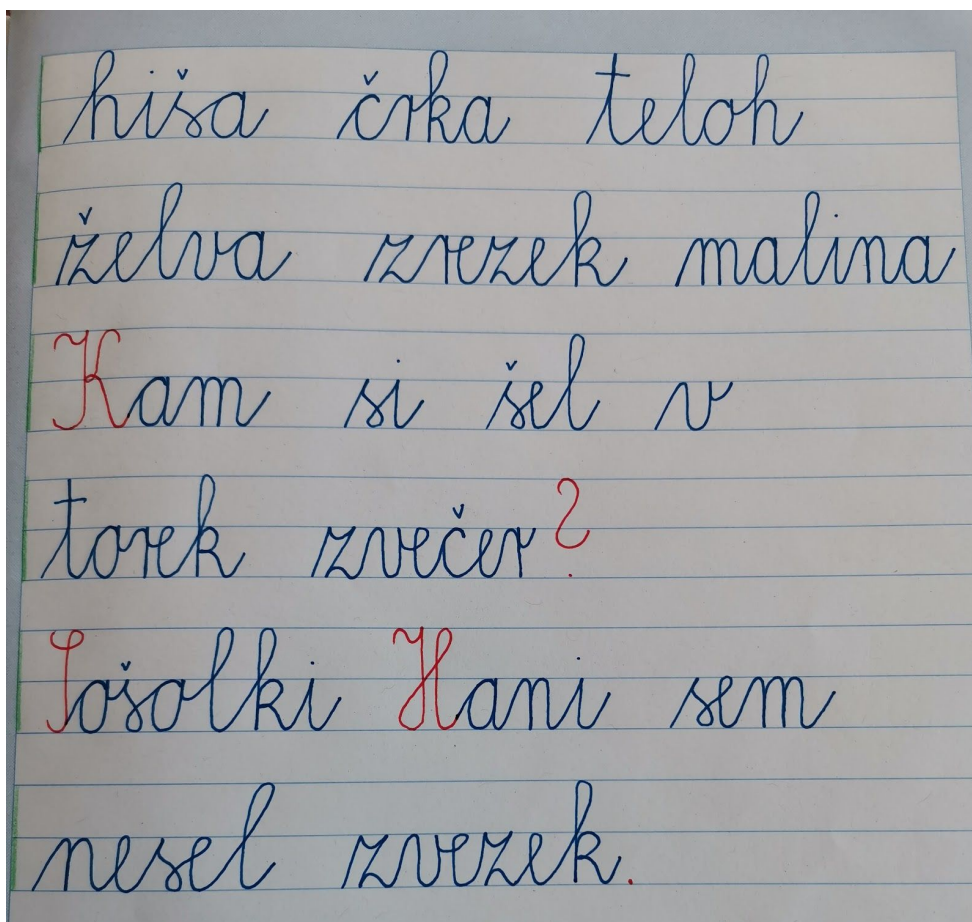 hiša črka teloh
želva zvezek malina
Kam si šel v
torek zvečer?
Sošolki Hani sem
nesel zvezek.